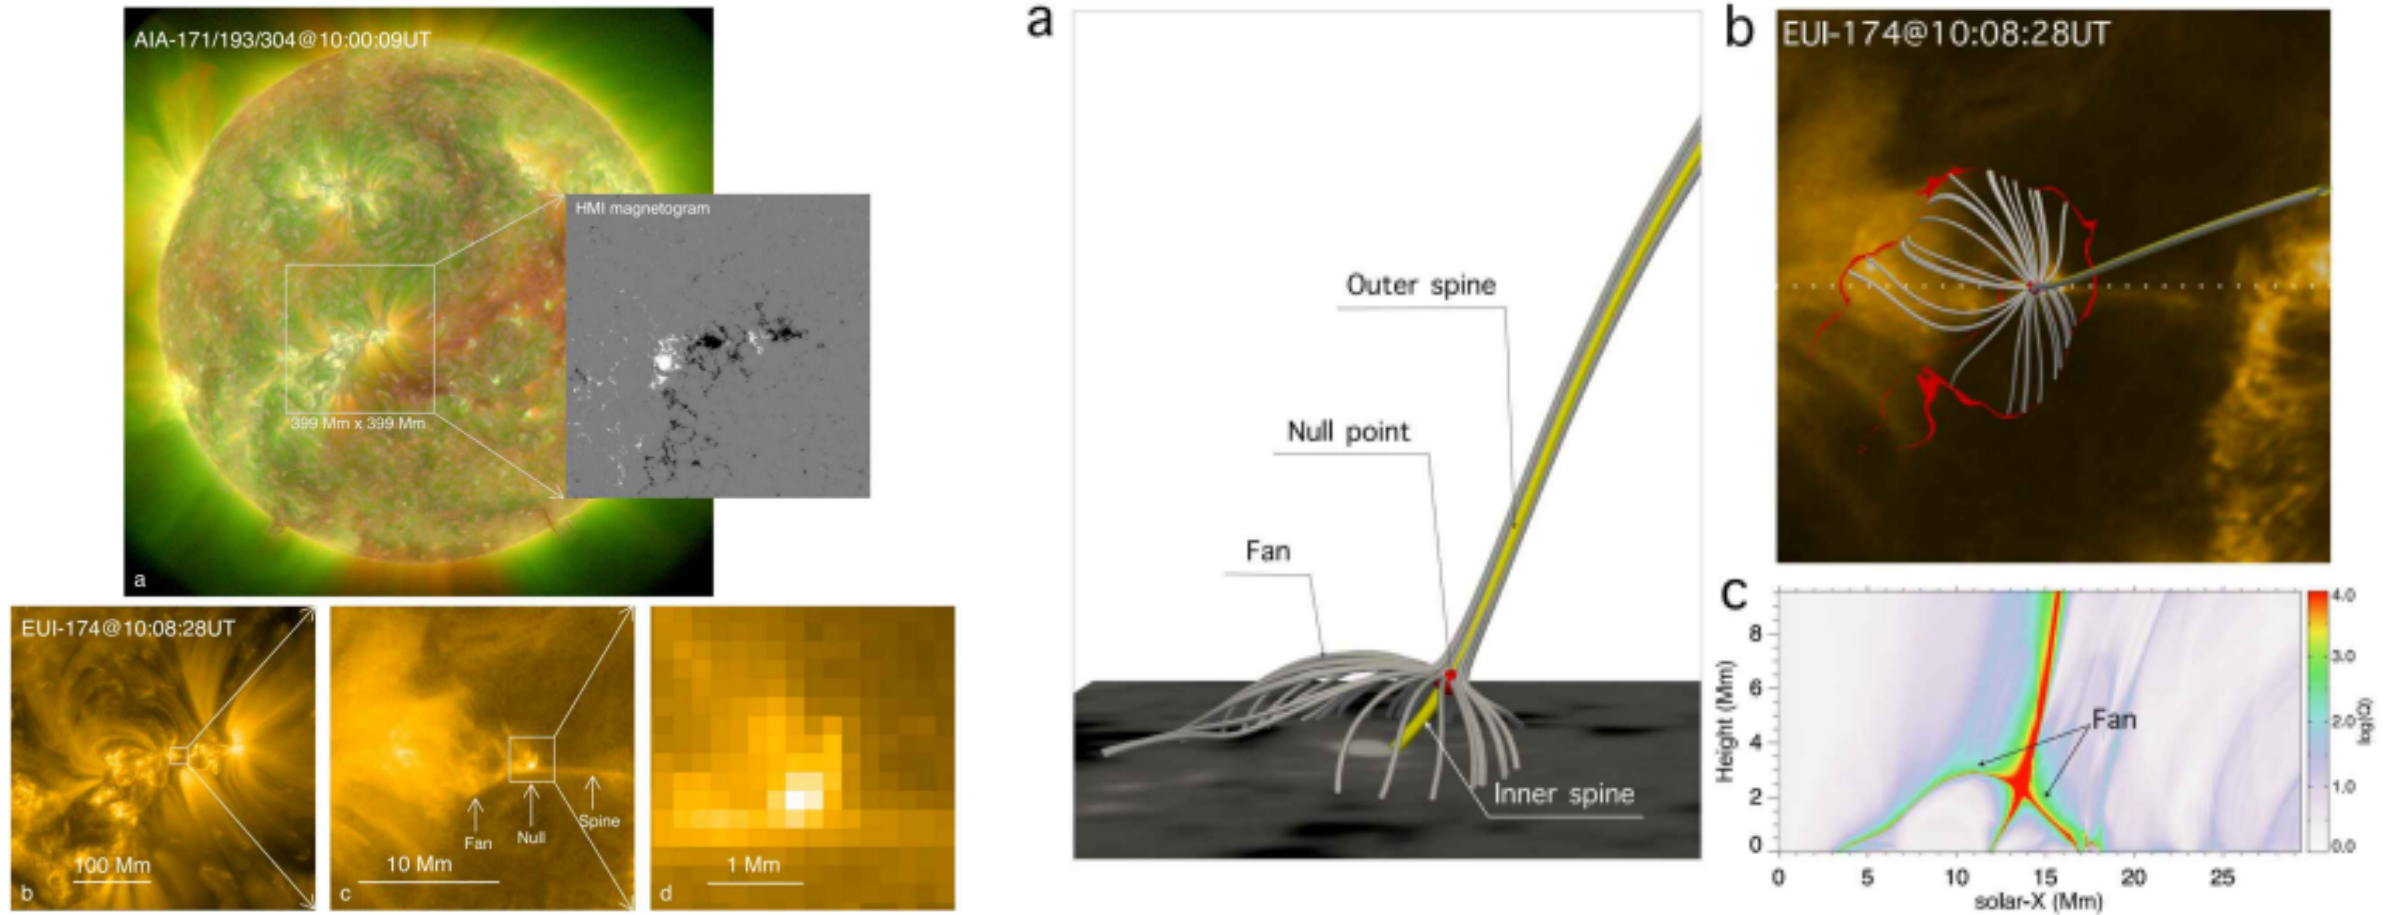 AIA-171/193/304@10:00:09UT
HMI magnetogram
399 Mm x 399 Mm
a
EUI-174@10:08:28UT
100 Mm
b
Fan
Null
Spine
10 Mm
c
1 Mm
d
a
Outer spine
Null point
Fan
Inner spine
b
EUI-174@10:08:28UT
c
Fan
Height (Mm)
8
6
4
2
0
0 5 10 15 20 25
solar-X (Mm)
4.0
3.0
2.0
1.0
0.0
log(Q)